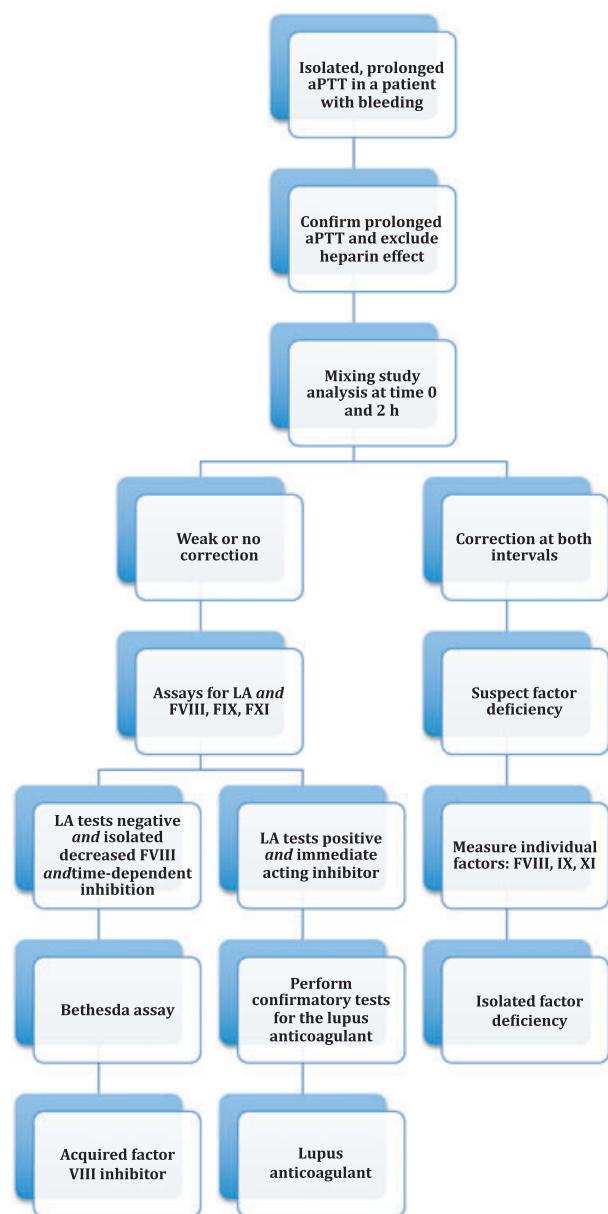 Isolated, prolonged
aPTT in a patient
with bleeding
Confirm prolonged
aPTT and exclude
heparin effect
Mixing study
analysis at time 0
and 2 h
Weak or no
correction
Correction at both
intervals
Assays for LA and
FVIII, FIX, FXI
Suspect factor
deficiency
LA tests negative
and isolated
decreased FVIII
andtime-dependent
inhibition
LA tests positive
and immediate
acting inhibitor
Measure individual
factors: FVIII, IX, XI
Bethesda assay
Perform
confirmatory tests
for the lupus
anticoagulant
Isolated factor
deficiency
Acquired factor
VIII inhibitor
Lupus
anticoagulant